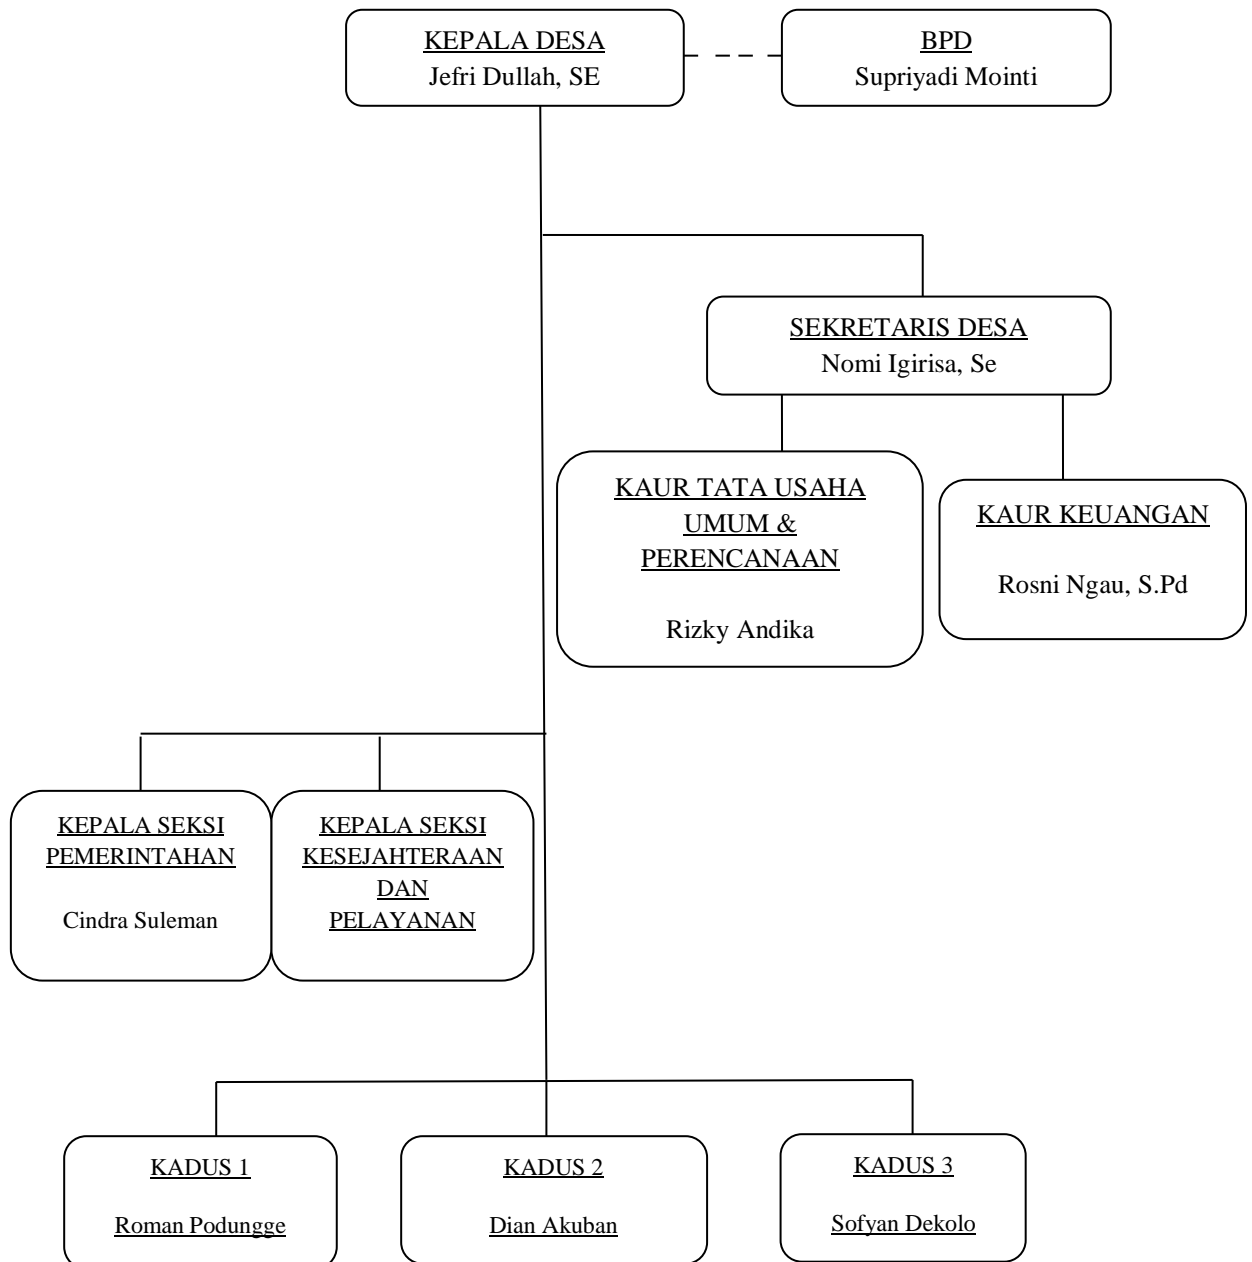 KEPALA DESA
Jefri Dullah, SE
BPD
Supriyadi Mointi
SEKRETARIS DESA
Nomi Igirisa, Se
KAUR TATA USAHA
UMUM &
PERENCANAAN
Rizky Andika
KAUR KEUANGAN
Rosni Ngau, S.Pd
KEPALA SEKSI
PEMERINTAHAN
Cindra Suleman
KEPALA SEKSI
KESEJAHTERAAN
DAN
PELAYANAN
KADUS 1
Roman Podungge
KADUS 2
Dian Akuban
KADUS 3
Sofyan Dekolo